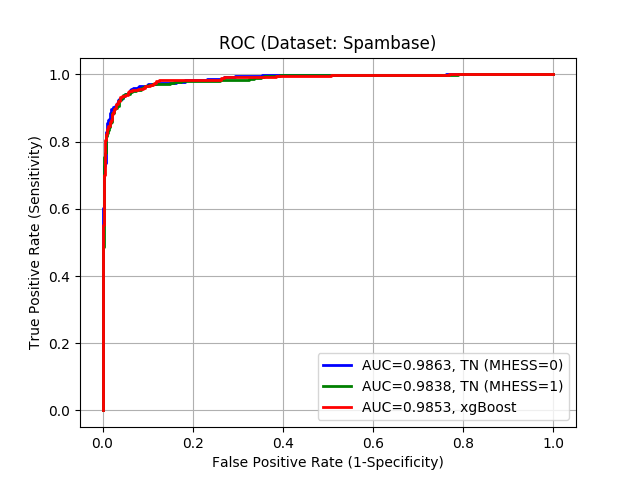 ROC (Dataset: Spambase)
True Positive Rate (Sensitivity)
1.0
0.8
0.6
0.4
0.2
0.0
AUC=0.9863, TN (MHESS=0)
AUC=0.9838, TN (MHESS=1)
AUC=0.9853, xgBoost
0.0 0.2 0.4 0.6 0.8 1.0
False Positive Rate (1-Specificity)